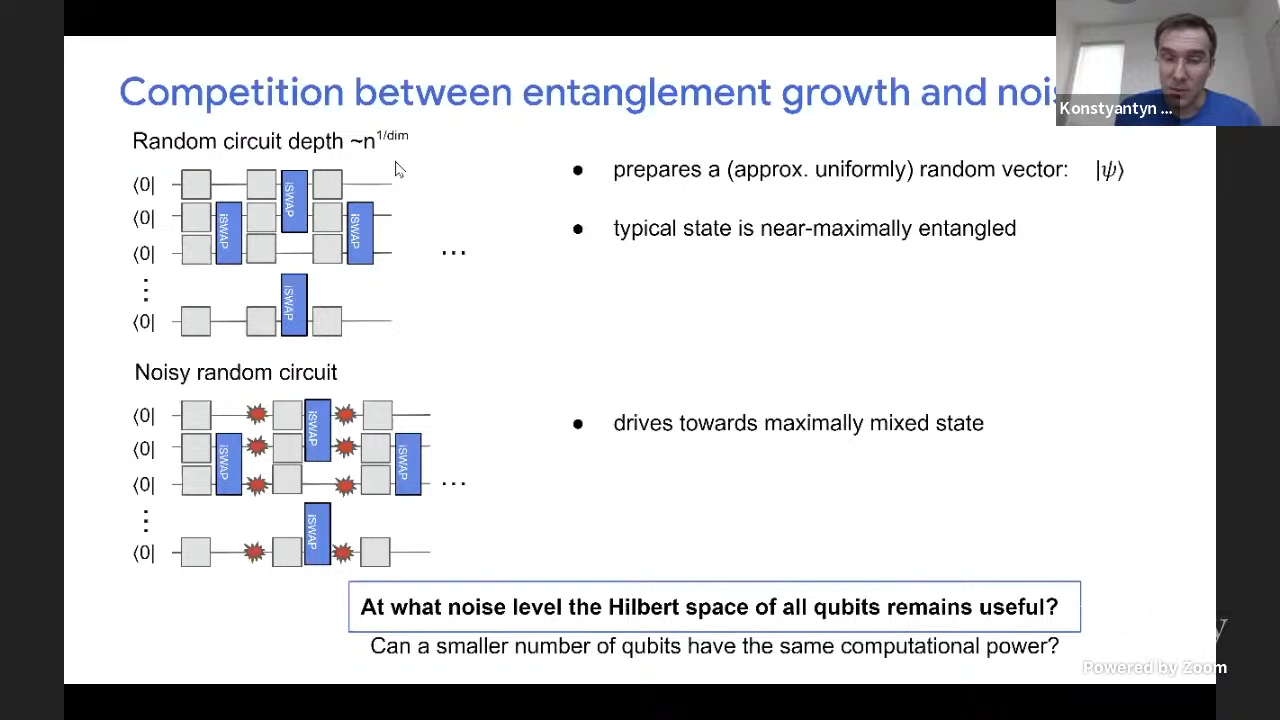 Competition between entanglement growth and noi
Konstyantyn ...
Random circuit depth ~n1/dim
⟨0|
⟨0|
⟨0|
⋮
⟨0|
iSWAP
iSWAP
iSWAP
iSWAP
...
• prepares a (approx. uniformly) random vector: |ψ⟩
• typical state is near-maximally entangled
Noisy random circuit
⟨0|
⟨0|
⟨0|
⋮
⟨0|
iSWAP
iSWAP
iSWAP
iSWAP
...
• drives towards maximally mixed state
At what noise level the Hilbert space of all qubits remains useful?
Can a smaller number of qubits have the same computational power?
Powered by Zoom